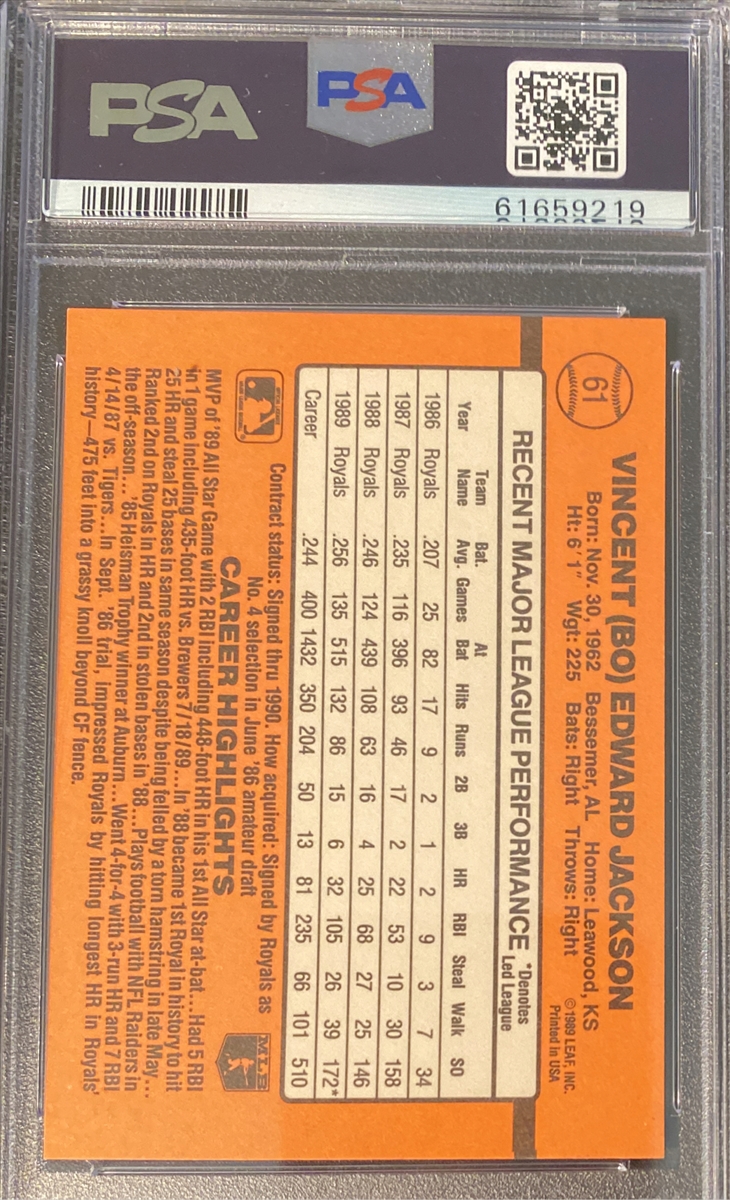 PSA
PSA
61659219
61
VINCENT (BO) EDWARD JACKSON
Born: Nov. 30, 1962 Bessemer, AL Home: Leawood, KS
Ht: 6'1" Wgt: 225 Bats: Right Throws: Right
©1989 LEAF, INC.
Printed in USA
RECENT MAJOR LEAGUE PERFORMANCE
*Denotes
Led League
Year Team Name Bat. Avg. Games At Bat Hits Runs 2B 3B HR RBI Steal Walk SO
1986 Royals .207 25 82 17 9 2 1 2 9 3 7 34
1987 Royals .235 116 396 93 46 17 2 22 53 10 30 158
1988 Royals .246 124 439 108 63 16 4 25 68 27 25 146
1989 Royals .256 135 515 132 86 15 6 32 105 26 39 172*
Career .244 400 1432 350 204 50 13 81 235 66 101 510
Contract status: Signed thru 1990. How acquired: Signed by Royals as
No. 4 selection in June '86 amateur draft
MLB
CAREER HIGHLIGHTS
MVP of '89 All Star Game with 2 RBI including 448-foot HR in his 1st All Star at-bat...Had 5 RBI
in 1 game including 435-foot HR vs. Brewers 7/18/89...In '88 became 1st Royal in history to hit
25 HR and steal 25 bases in same season despite being felled by a torn hamstring in late May...
Ranked 2nd on Royals in HR and 2nd in stolen bases in '88...Plays football with NFL Raiders in
the off-season...'85 Heisman Trophy winner at Auburn...Went 4-for-4 with 3-run HR and 7 RBI
4/14/87 vs. Tigers...In Sept. '86 trial, impressed Royals by hitting longest HR in Royals'
history—475 feet into a grassy knoll beyond CF fence.